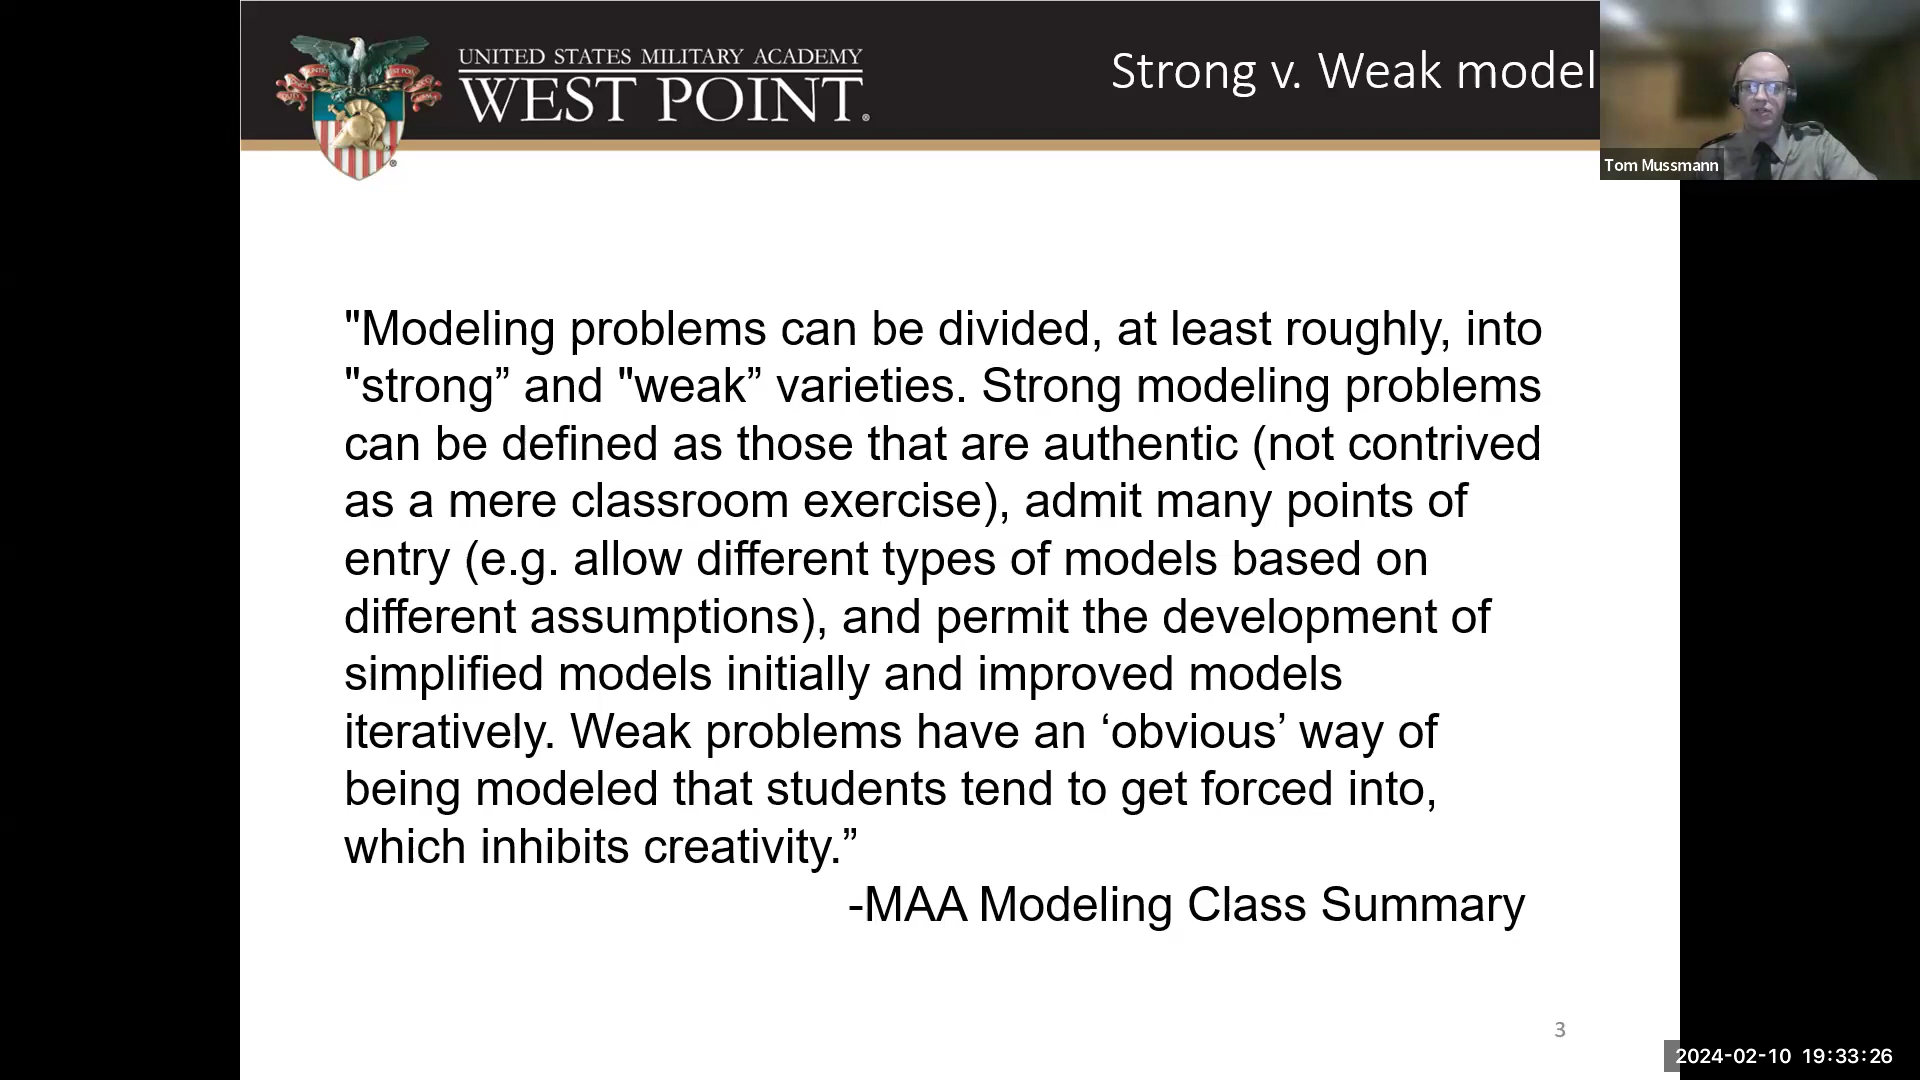 UNITED STATES MILITARY ACADEMY
WEST POINT®
Strong v. Weak model
Tom Mussmann
"Modeling problems can be divided, at least roughly, into
"strong” and "weak” varieties. Strong modeling problems
can be defined as those that are authentic (not contrived
as a mere classroom exercise), admit many points of
entry (e.g. allow different types of models based on
different assumptions), and permit the development of
simplified models initially and improved models
iteratively. Weak problems have an ‘obvious’ way of
being modeled that students tend to get forced into,
which inhibits creativity.”
-MAA Modeling Class Summary
3
2024-02-10 19:33:26